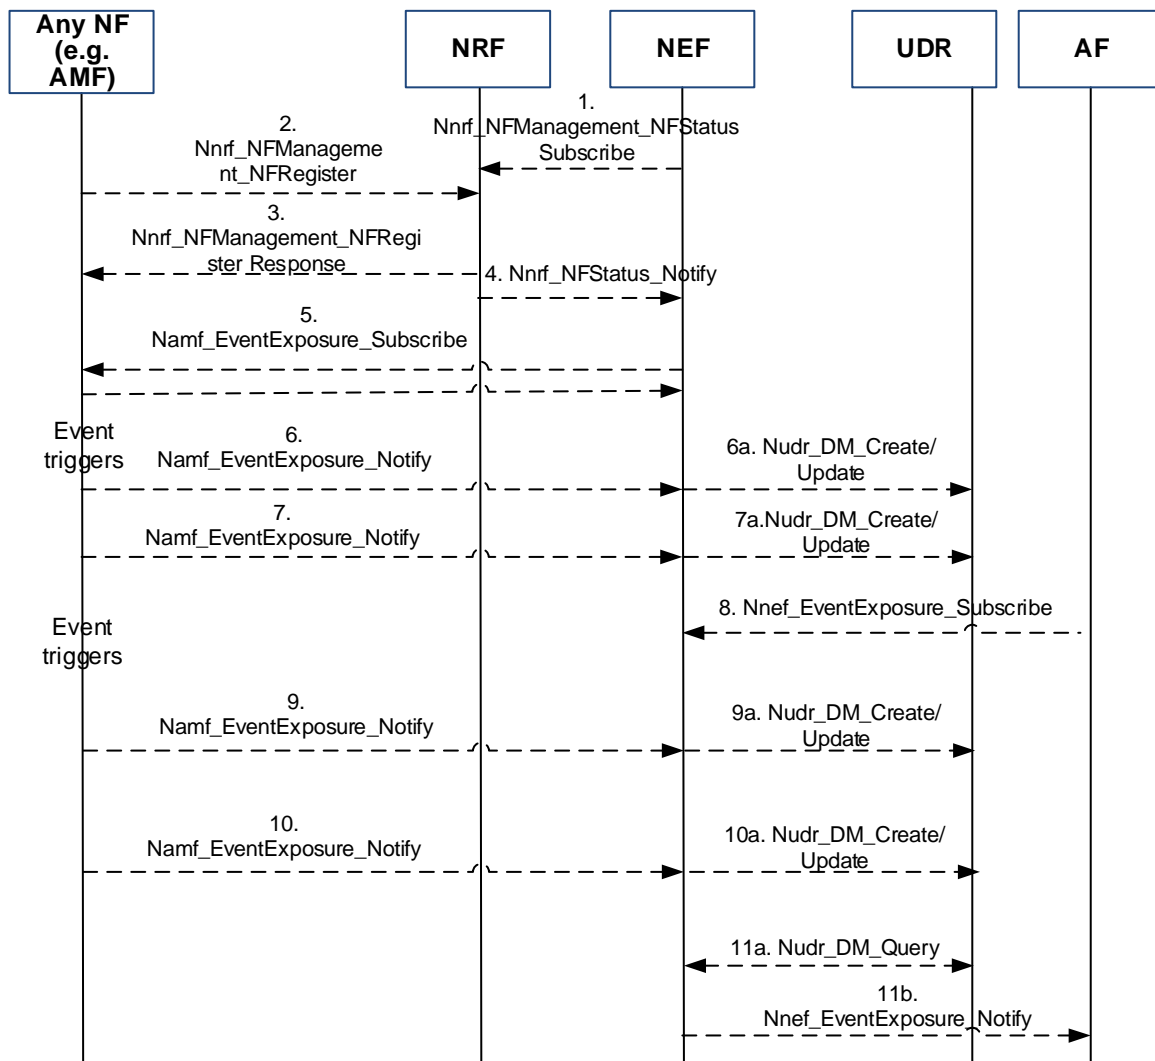 Any NF
(e.g.
AMF)
NRF
NEF
UDR
AF
1.
Nnrf_NFManagement_NFStatus
Subscribe
2.
Nnrf_NFManageme
nt_NFRegister
3.
Nnrf_NFManagement_NFRegi
ster Response
4. Nnrf_NFStatus_Notify
5.
Namf_EventExposure_Subscribe
Event
triggers
6.
Namf_EventExposure_Notify
6a. Nudr_DM_Create/
Update
7.
Namf_EventExposure_Notify
7a.Nudr_DM_Create/
Update
8. Nnef_EventExposure_Subscribe
Event
triggers
9.
Namf_EventExposure_Notify
9a. Nudr_DM_Create/
Update
10.
Namf_EventExposure_Notify
10a. Nudr_DM_Create/
Update
11a. Nudr_DM_Query
11b.
Nnef_EventExposure_Notify